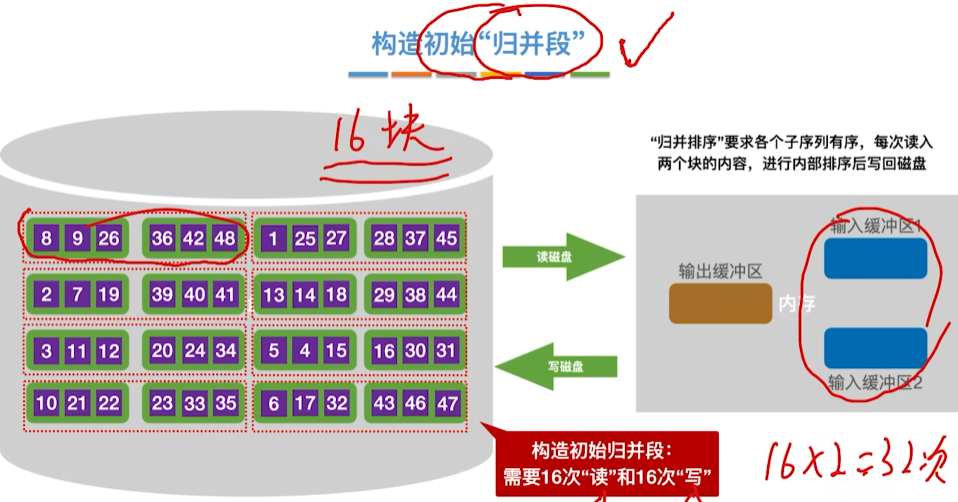 构造初始“归并段”
16块
“归并排序”要求各个子序列有序，每次读入
两个块的内容，进行内部排序后写回磁盘
8 9 26 36 42 48 1 25 27 28 37 45
2 7 19 39 40 41 13 14 18 29 38 44
3 11 12 20 24 34 5 4 15 16 30 31
10 21 22 23 33 35 6 17 32 43 46 47
读磁盘
写磁盘
输入缓冲区1
输出缓冲区
内存
输入缓冲区2
构造初始归并段：
需要16次“读”和16次“写”
16×2=32次